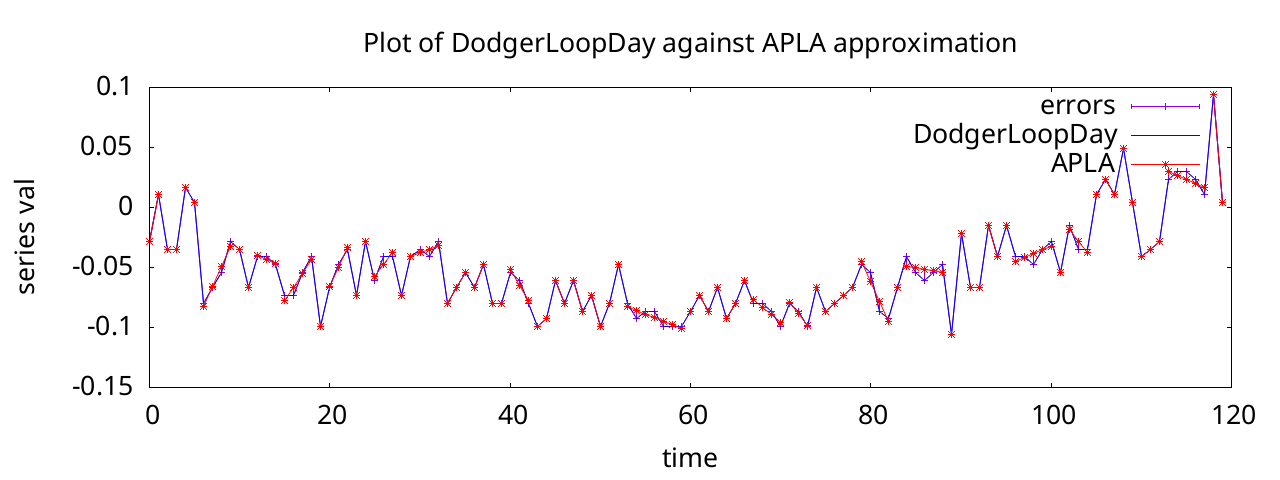 Plot of DodgerLoopDay against APLA approximation
0.1
0.05
0
-0.05
-0.1
-0.15
series val
errors
DodgerLoopDay
APLA
0 20 40 60 80 100 120
time